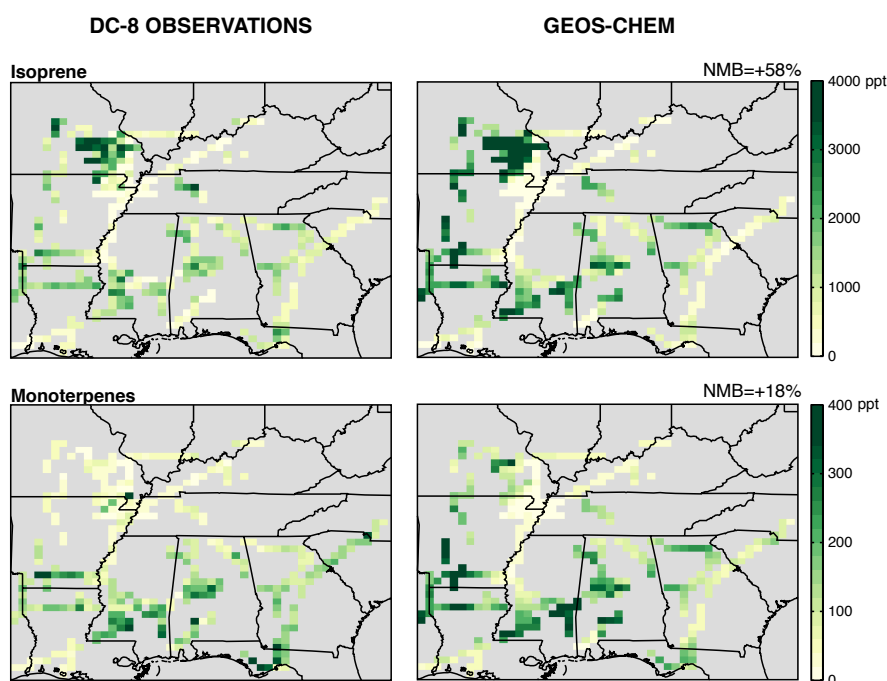 DC-8 OBSERVATIONS
GEOS-CHEM
Isoprene
NMB=+58%
4000 ppt
3000
2000
1000
0
Monoterpenes
NMB=+18%
400 ppt
300
200
100
0